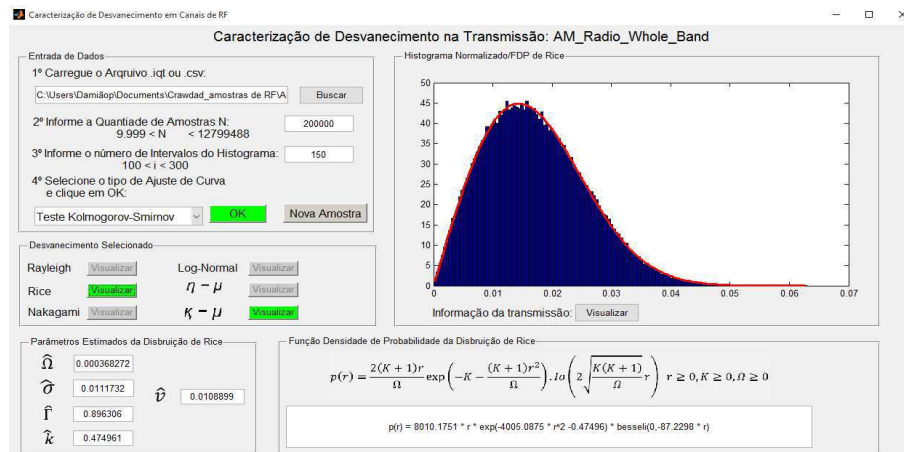 Caracterização de Desvanecimento em Canais de RF
Caracterização de Desvanecimento na Transmissão: AM_Radio_Whole_Band
Entrada de Dados
1º Carregue o Arqruivo .iqt ou .csv:
C:\Users\Damiãop\Documents\Crawdad_amostras de RF\A
Buscar
2º Informe a Quantiade de Amostras N:
9.999 < N < 12799488
200000
3º Informe o número de Intervalos do Histograma:
100 < i < 300
150
4º Selecione o tipo de Ajuste de Curva
e clique em OK:
Teste Kolmogorov-Smirnov
OK
Nova Amostra
Desvanecimento Selecionado
Rayleigh Visualizar Log-Normal Visualizar
Rice Visualizar η − μ Visualizar
Nakagami Visualizar κ − μ Visualizar
Histograma Normalizado/FDP de Rice
50
45
40
35
30
25
20
15
10
5
0
0 0.01 0.02 0.03 0.04 0.05 0.06 0.07
Informação da transmissão: Visualizar
Parâmetros Estimados da Disbruição de Rice
Ω̂ 0.000368272
σ̂ 0.0111732
v̂ 0.0108899
Γ̂ 0.896306
k̂ 0.474961
Função Densidade de Probabilidade da Disbruição de Rice
p(r) = 2(K + 1)r / Ω exp(−K − (K + 1)r² / Ω) . Io(2 √(K(K + 1) / Ω) r) r ≥ 0, K ≥ 0, Ω ≥ 0
p(r) = 8010.1751 * r * exp(-4005.0875 * r^2 -0.47496) * besseli(0,-87.2298 * r)